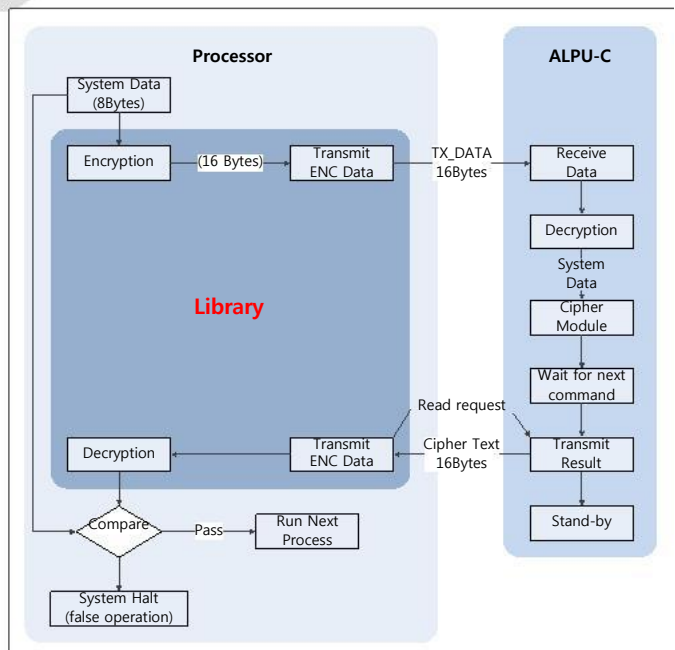 Processor
ALPU-C
System Data
(8Bytes)
Encryption
(16 Bytes)
Transmit
ENC Data
TX_DATA
16Bytes
Receive
Data
Decryption
System
Data
Library
Cipher
Module
Wait for next
command
Read request
Decryption
Transmit
ENC Data
Cipher Text
16Bytes
Transmit
Result
Compare
Pass
Run Next
Process
Stand-by
System Halt
(false operation)